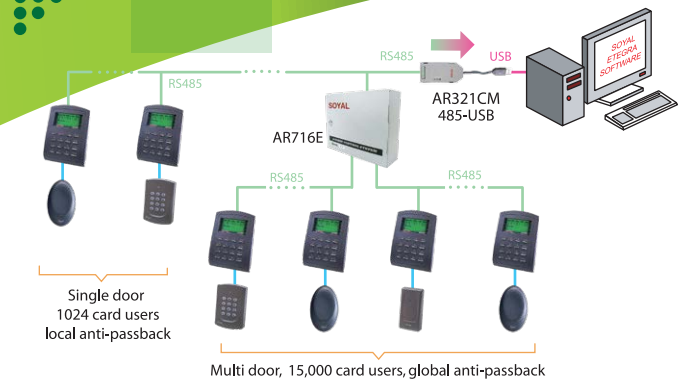 RS485
USB
SOYAL
ETEGRA
SOFTWARE
RS485
AR321CM
485-USB
SOYAL
AR716E
RS485
RS485
Single door
1024 card users
local anti-passback
Multi door, 15,000 card users, global anti-passback